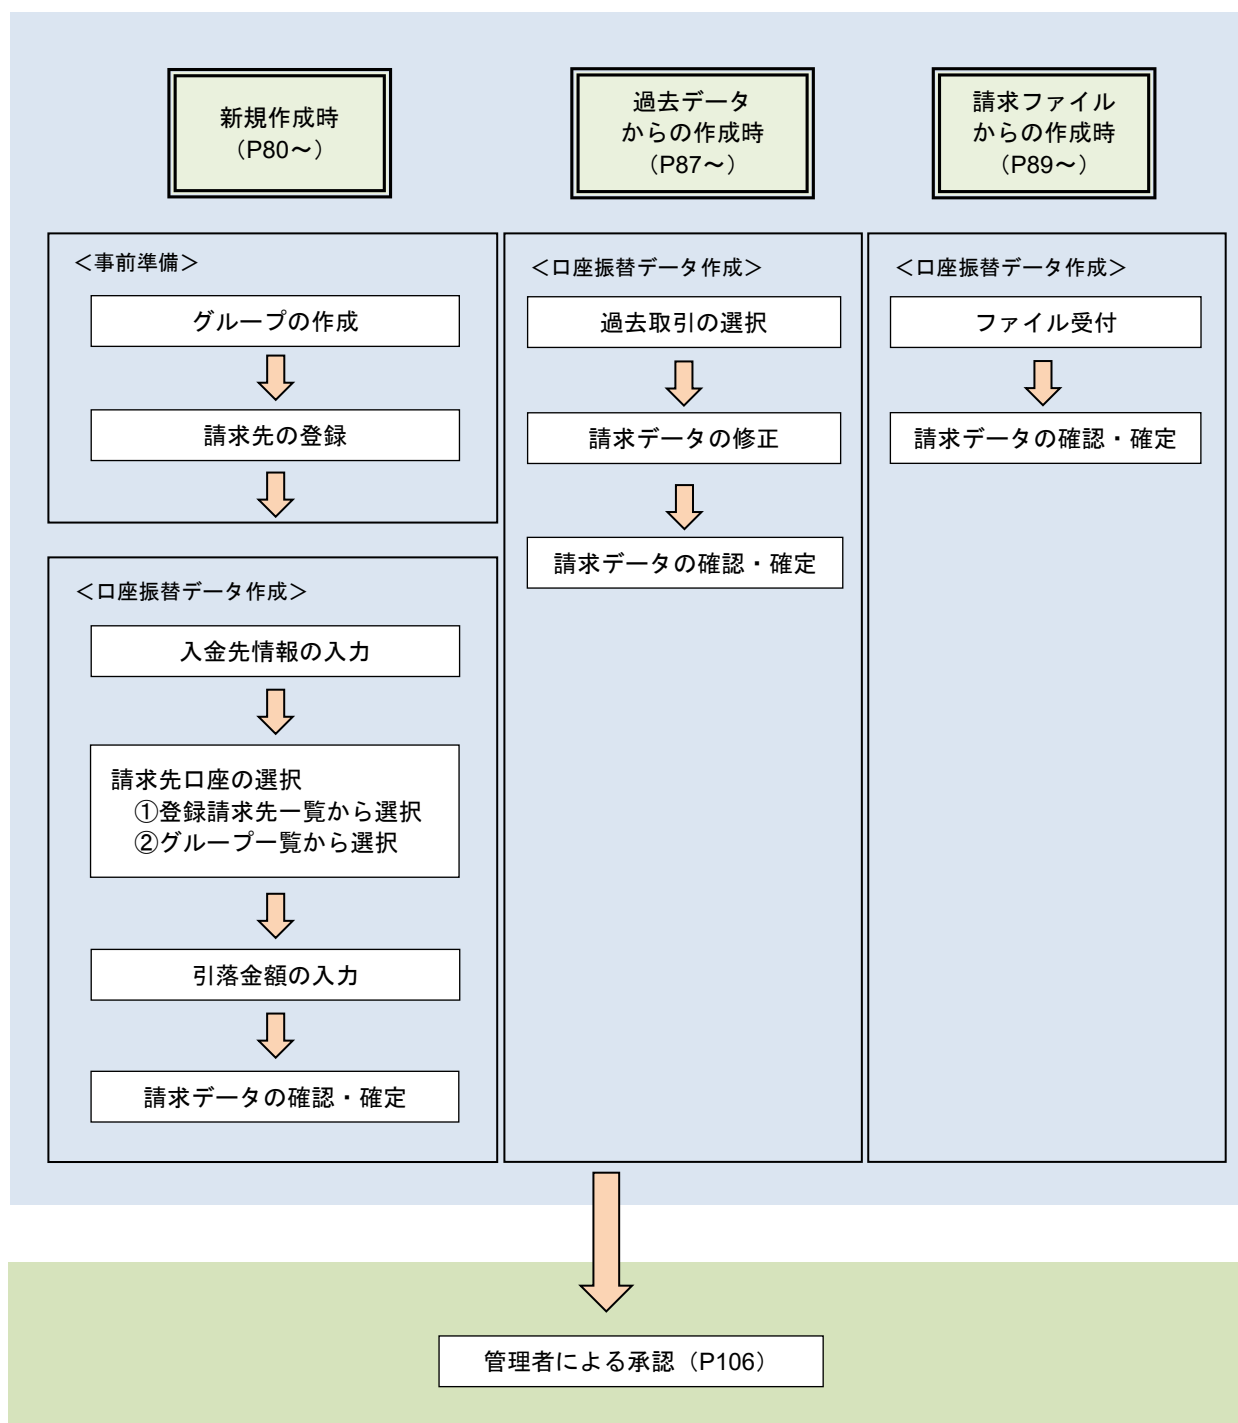 新規作成時
（P80～）
過去データ
からの作成時
（P87～）
請求ファイル
からの作成時
（P89～）
＜事前準備＞
グループの作成
請求先の登録
＜口座振替データ作成＞
入金先情報の入力
請求先口座の選択
①登録請求先一覧から選択
②グループ一覧から選択
引落金額の入力
請求データの確認・確定
＜口座振替データ作成＞
過去取引の選択
請求データの修正
請求データの確認・確定
＜口座振替データ作成＞
ファイル受付
請求データの確認・確定
管理者による承認（P106）